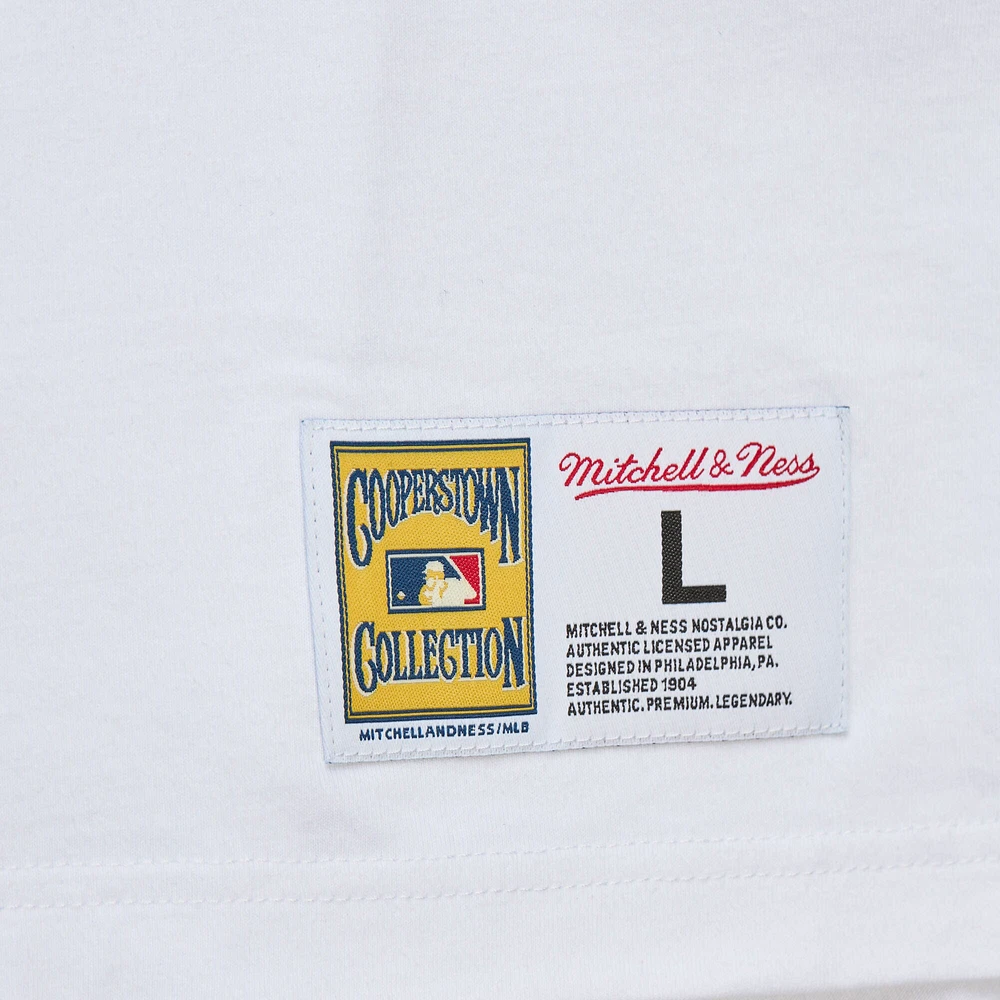 COOPERSTOWN
COLLECTION
MITCHELLANDNESS/MLB
Mitchell & Ness
L
MITCHELL & NESS NOSTALGIA CO.
AUTHENTIC LICENSED APPAREL
DESIGNED IN PHILADELPHIA, PA.
ESTABLISHED 1904
AUTHENTIC. PREMIUM. LEGENDARY.